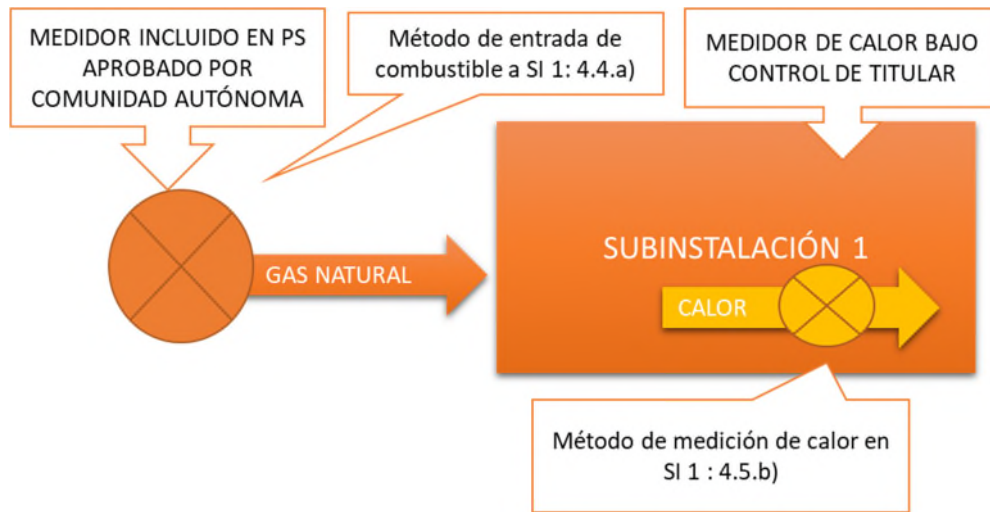 MEDIDOR INCLUIDO EN PS
APROBADO POR
COMUNIDAD AUTÓNOMA
Método de entrada de
combustible a SI 1: 4.4.a)
MEDIDOR DE CALOR BAJO
CONTROL DE TITULAR
GAS NATURAL
SUBINSTALACIÓN 1
CALOR
Método de medición de calor en
SI 1 : 4.5.b)